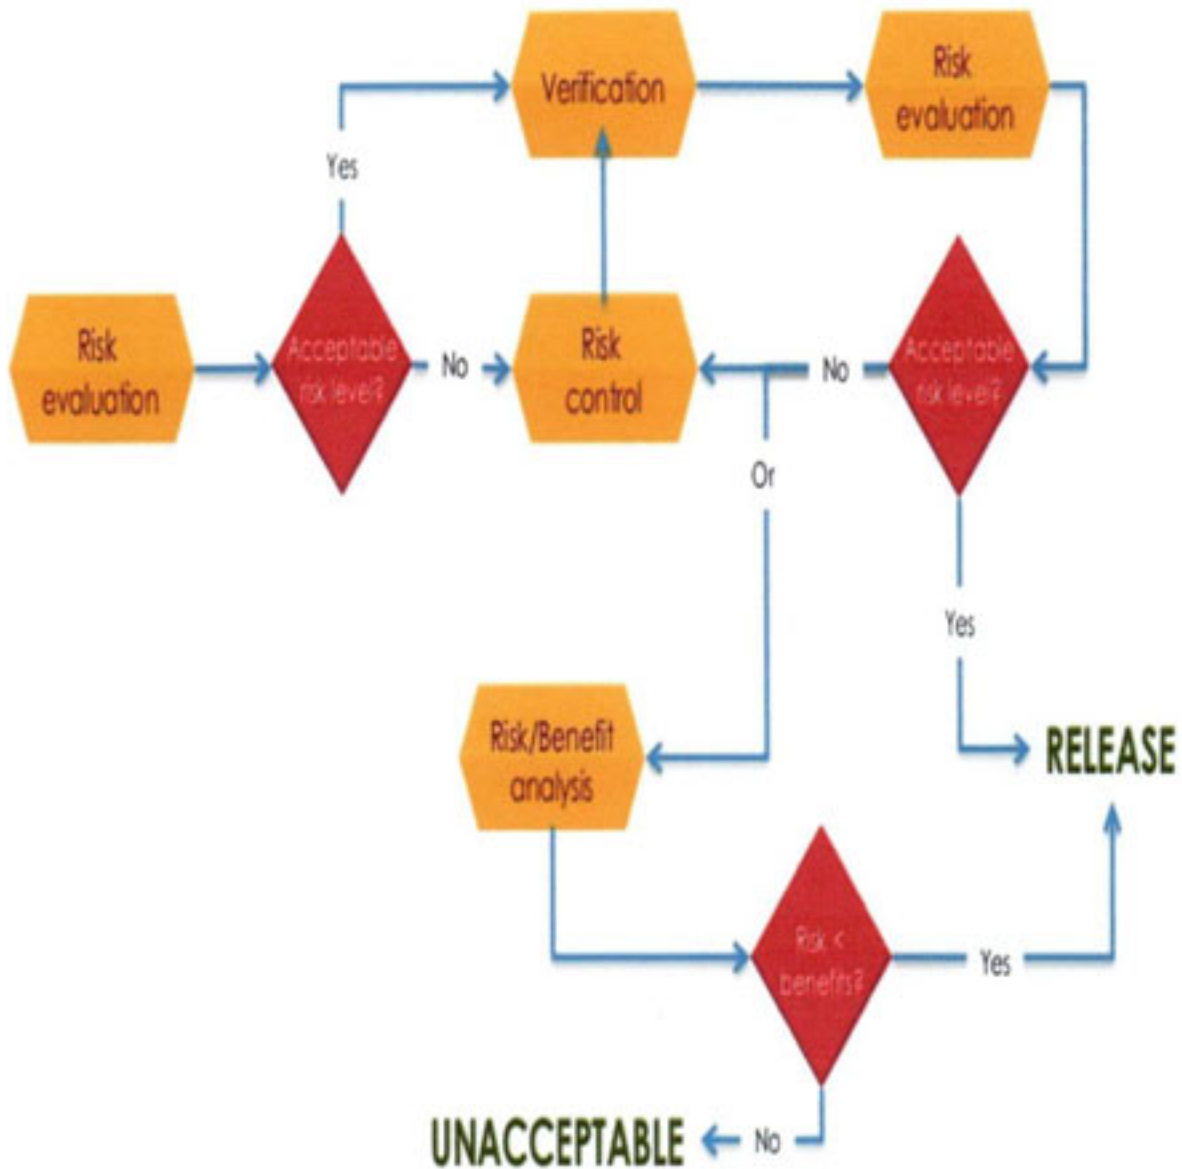 Verification
Risk
evaluation
Yes
Risk
evaluation
Acceptable
risk level?
No
Risk
control
No
Acceptable
risk level?
Or
Yes
Risk/Benefit
analysis
RELEASE
Risk <
benefits?
Yes
UNACCEPTABLE
No